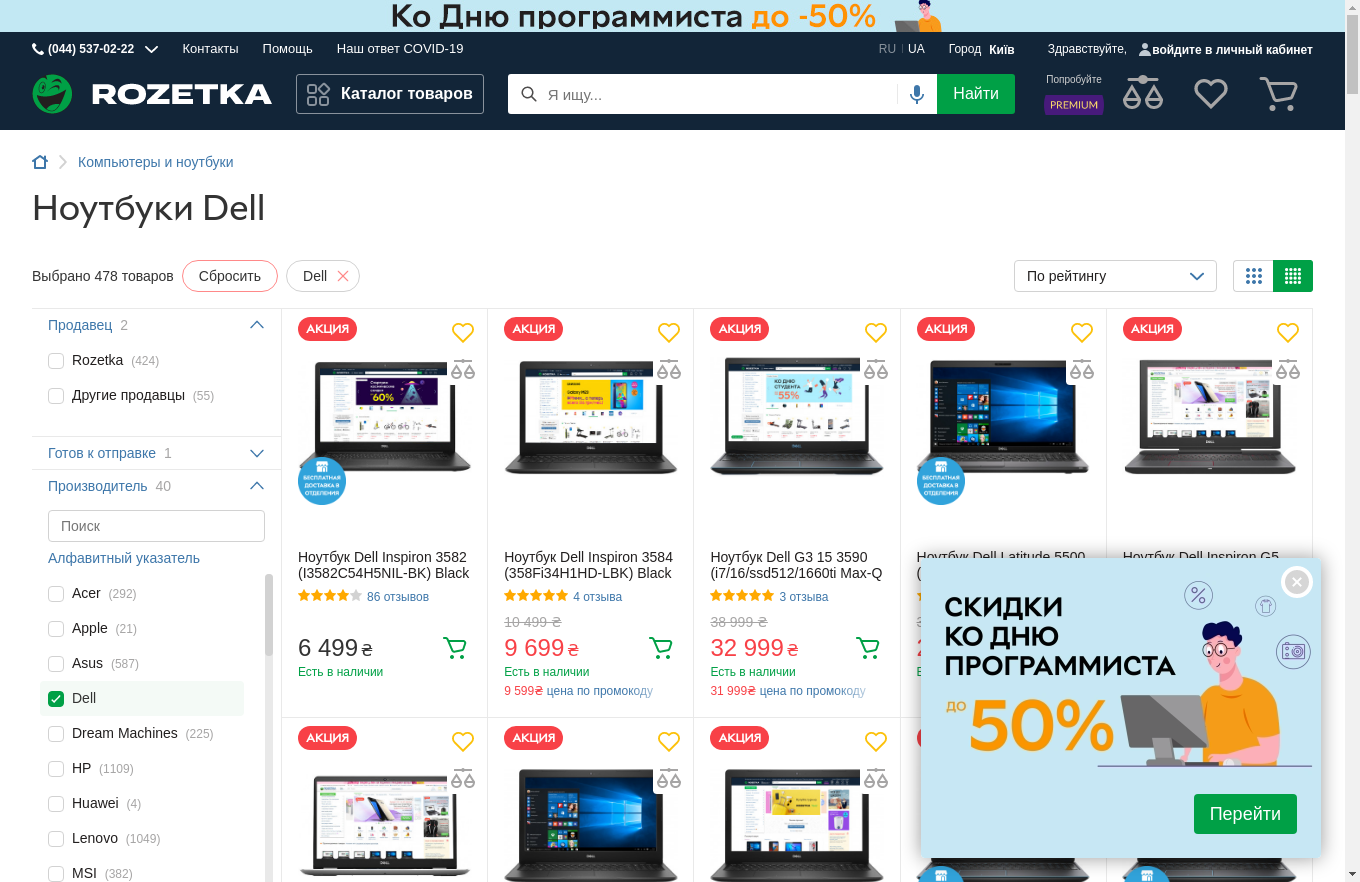 Ко Дню программиста до -50%
(044) 537-02-22
Контакты
Помощь
Наш ответ COVID-19
RU
UA
Город
Київ
Здравствуйте,
войдите в личный кабинет
ROZETKA
Каталог товаров
Я ищу...
Найти
Попробуйте
PREMIUM
Компьютеры и ноутбуки
Ноутбуки Dell
Выбрано 478 товаров
Сбросить
Dell
По рейтингу
Продавец 2
Rozetka (424)
Другие продавцы (55)
Готов к отправке 1
Производитель 40
Поиск
Алфавитный указатель
Acer (292)
Apple (21)
Asus (587)
Dell
Dream Machines (225)
HP (1109)
Huawei (4)
Lenovo (1049)
MSI (382)
АКЦИЯ
60%
БЕСПЛАТНАЯ
ДОСТАВКА В
ОТДЕЛЕНИЯ
Ноутбук Dell Inspiron 3582
(I3582C54H5NIL-BK) Black
86 отзывов
6 499 ₴
Есть в наличии
АКЦИЯ
Ноутбук Dell Inspiron 3584
(358Fi34H1HD-LBK) Black
4 отзыва
10 499 ₴
9 699 ₴
Есть в наличии
9 599₴ цена по промокоду
АКЦИЯ
КО ДНЮ
СТУДЕНТА
55%
Ноутбук Dell G3 15 3590
(i7/16/ssd512/1660ti Max-Q
3 отзыва
38 999 ₴
32 999 ₴
Есть в наличии
31 999₴ цена по промокоду
АКЦИЯ
БЕСПЛАТНАЯ
ДОСТАВКА В
ОТДЕЛЕНИЯ
Ноутбук Dell Latitude 5500
АКЦИЯ
Ноутбук Dell Inspiron G5
АКЦИЯ
АКЦИЯ
АКЦИЯ
СКИДКИ
КО ДНЮ
ПРОГРАММИСТА
ДО 50%
Перейти